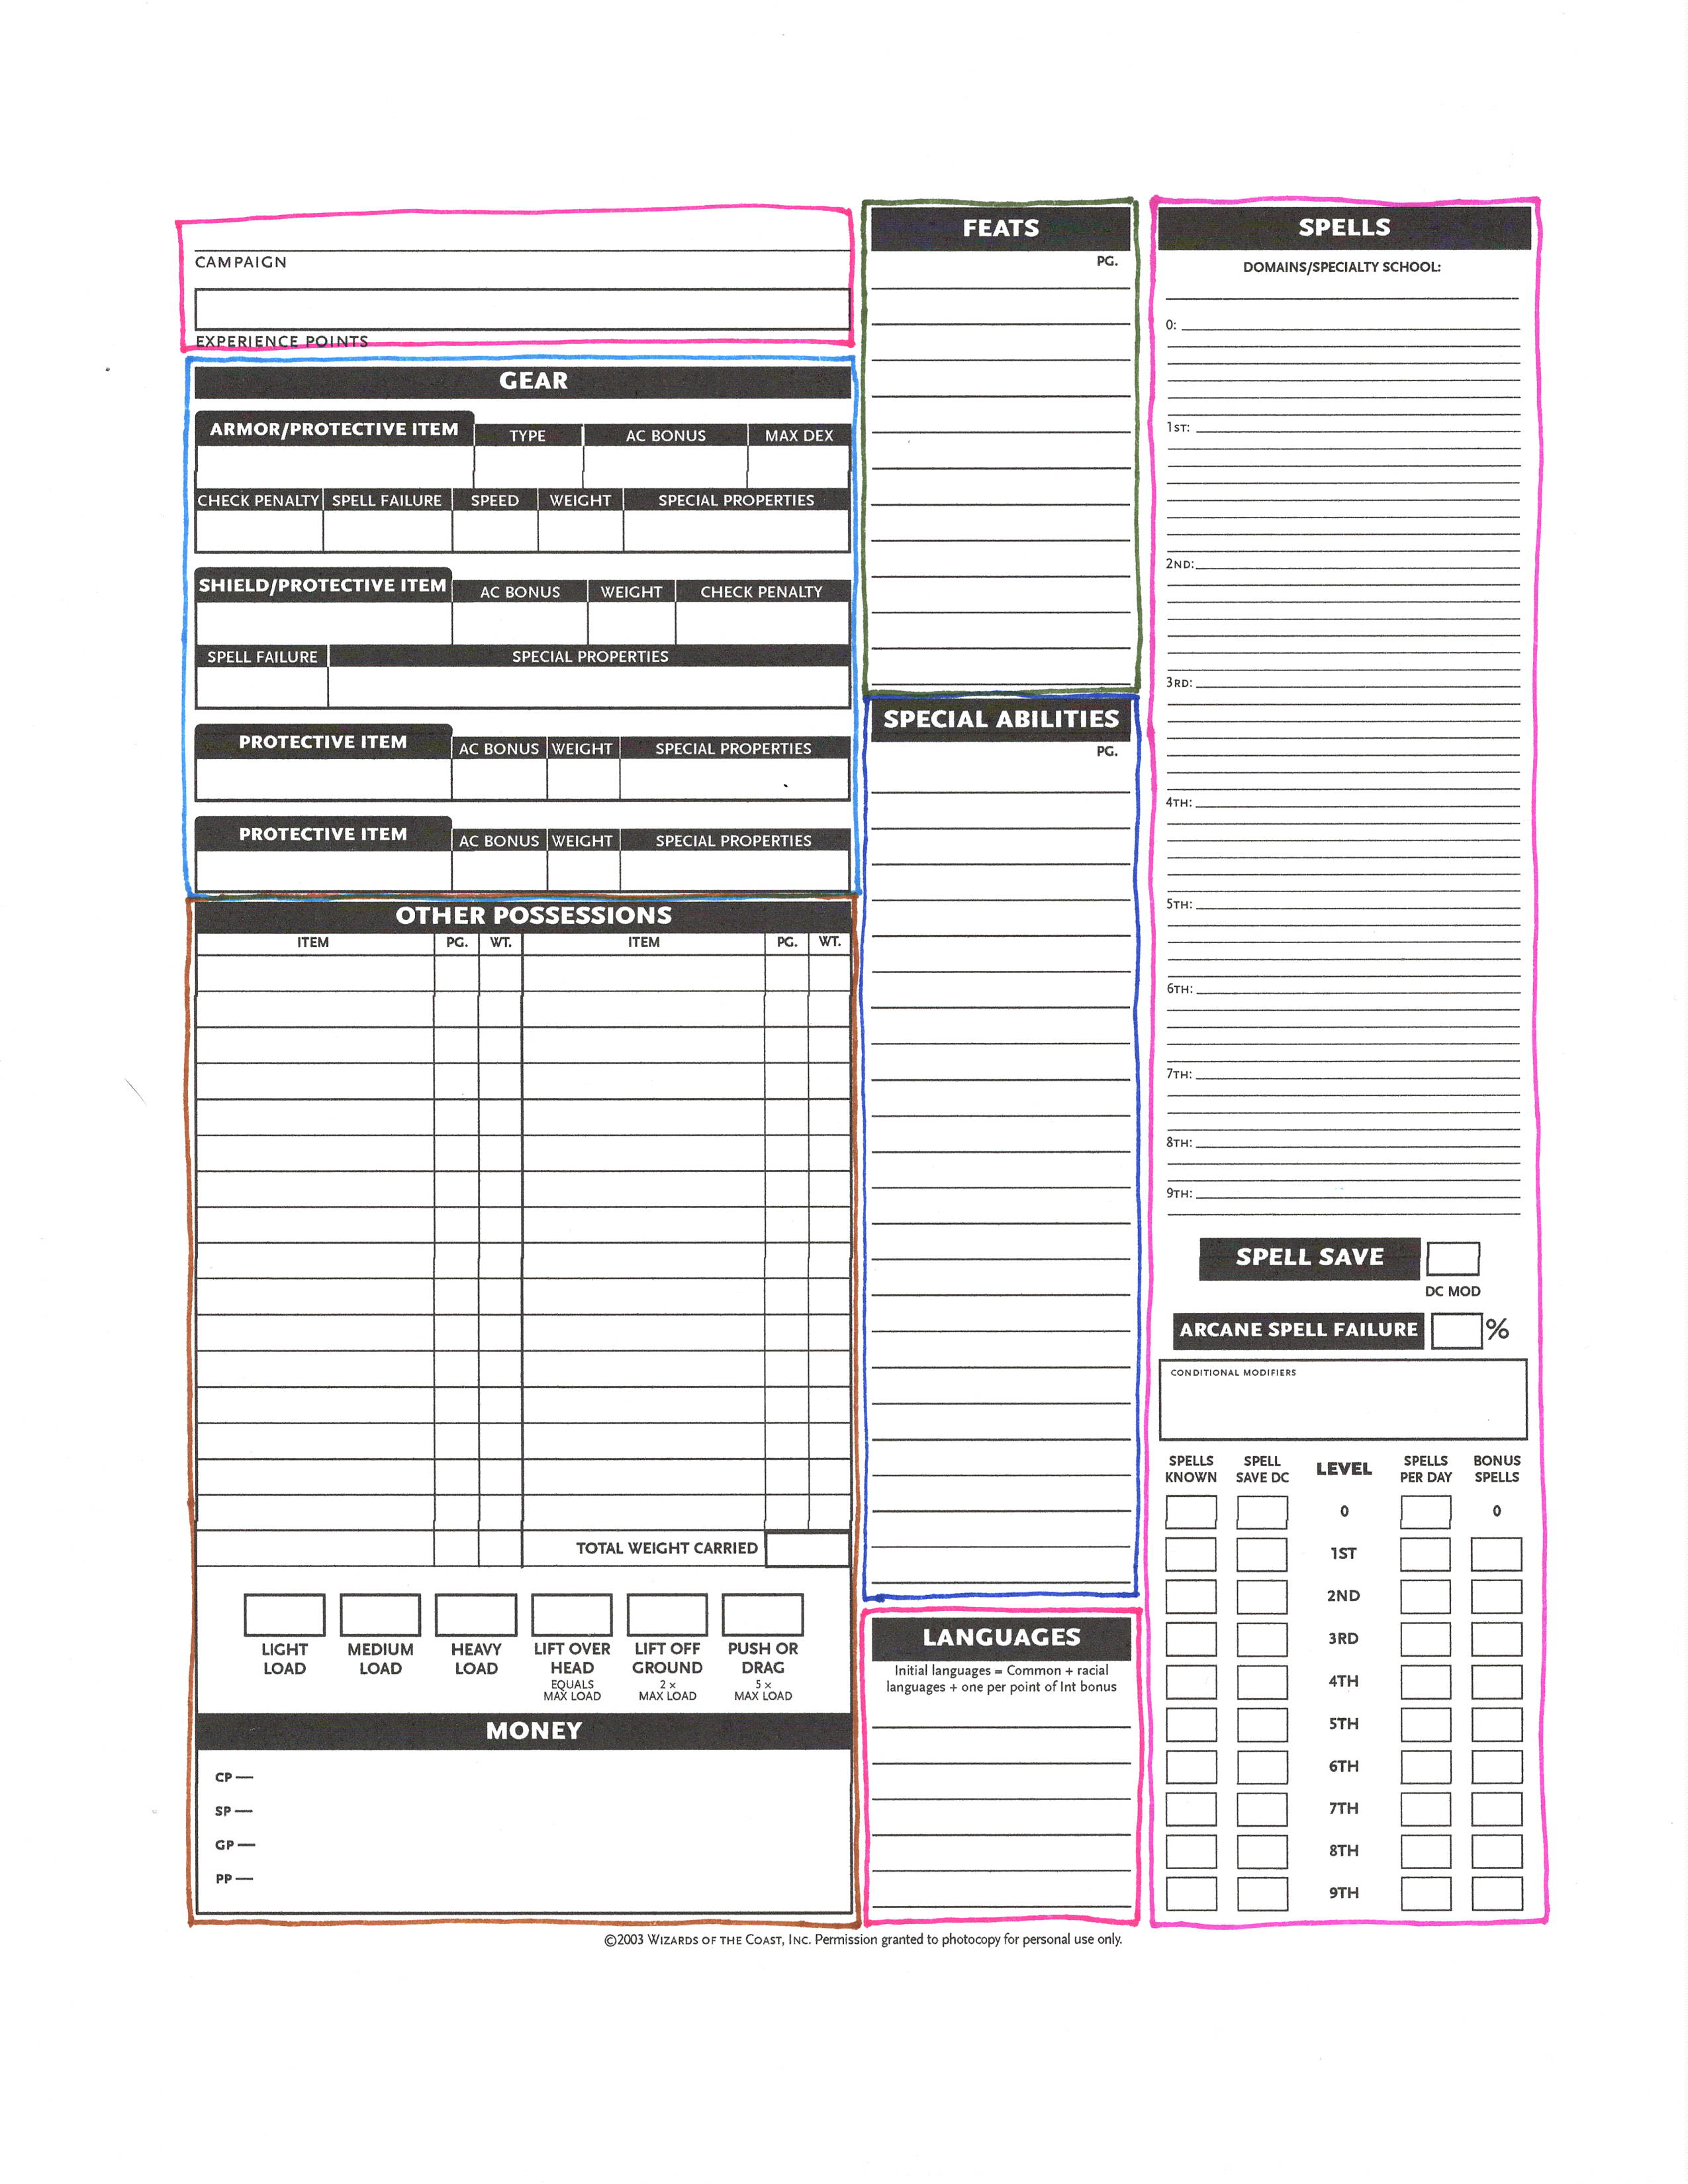 CAMPAIGN
EXPERIENCE POINTS
GEAR
ARMOR/PROTECTIVE ITEM TYPE AC BONUS MAX DEX
CHECK PENALTY SPELL FAILURE SPEED WEIGHT SPECIAL PROPERTIES
SHIELD/PROTECTIVE ITEM AC BONUS WEIGHT CHECK PENALTY
SPELL FAILURE SPECIAL PROPERTIES
PROTECTIVE ITEM AC BONUS WEIGHT SPECIAL PROPERTIES
PROTECTIVE ITEM AC BONUS WEIGHT SPECIAL PROPERTIES
OTHER POSSESSIONS
ITEM PG. WT. ITEM PG. WT.
TOTAL WEIGHT CARRIED
LIGHT MEDIUM HEAVY LIFT OVER LIFT OFF PUSH OR
LOAD LOAD LOAD HEAD GROUND DRAG
EQUALS 2 x 5 x
MAX LOAD MAX LOAD MAX LOAD
MONEY
CP —
SP —
GP —
PP —
FEATS
PG.
SPECIAL ABILITIES
PG.
LANGUAGES
Initial languages = Common + racial
languages + one per point of Int bonus
SPELLS
DOMAINS/SPECIALTY SCHOOL:
0:
1ST:
2ND:
3RD:
4TH:
5TH:
6TH:
7TH:
8TH:
9TH:
SPELL SAVE
DC MOD
ARCANE SPELL FAILURE %
CONDITIONAL MODIFIERS
SPELLS SPELL LEVEL SPELLS BONUS
KNOWN SAVE DC PER DAY SPELLS
0 0
1ST
2ND
3RD
4TH
5TH
6TH
7TH
8TH
9TH
©2003 WIZARDS OF THE COAST, INC. Permission granted to photocopy for personal use only.